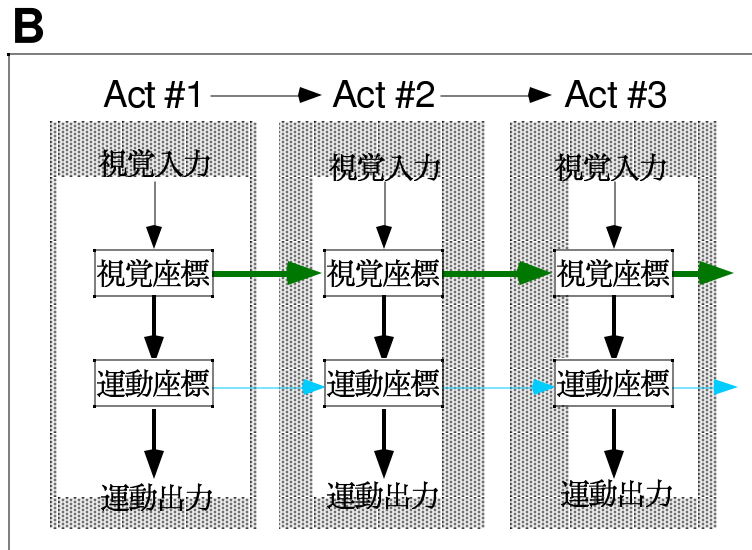 B
Act #1 Act #2 Act #3
視覚入力 視覚入力 視覚入力
視覚座標 視覚座標 視覚座標
運動座標 運動座標 運動座標
運動出力 運動出力 運動出力